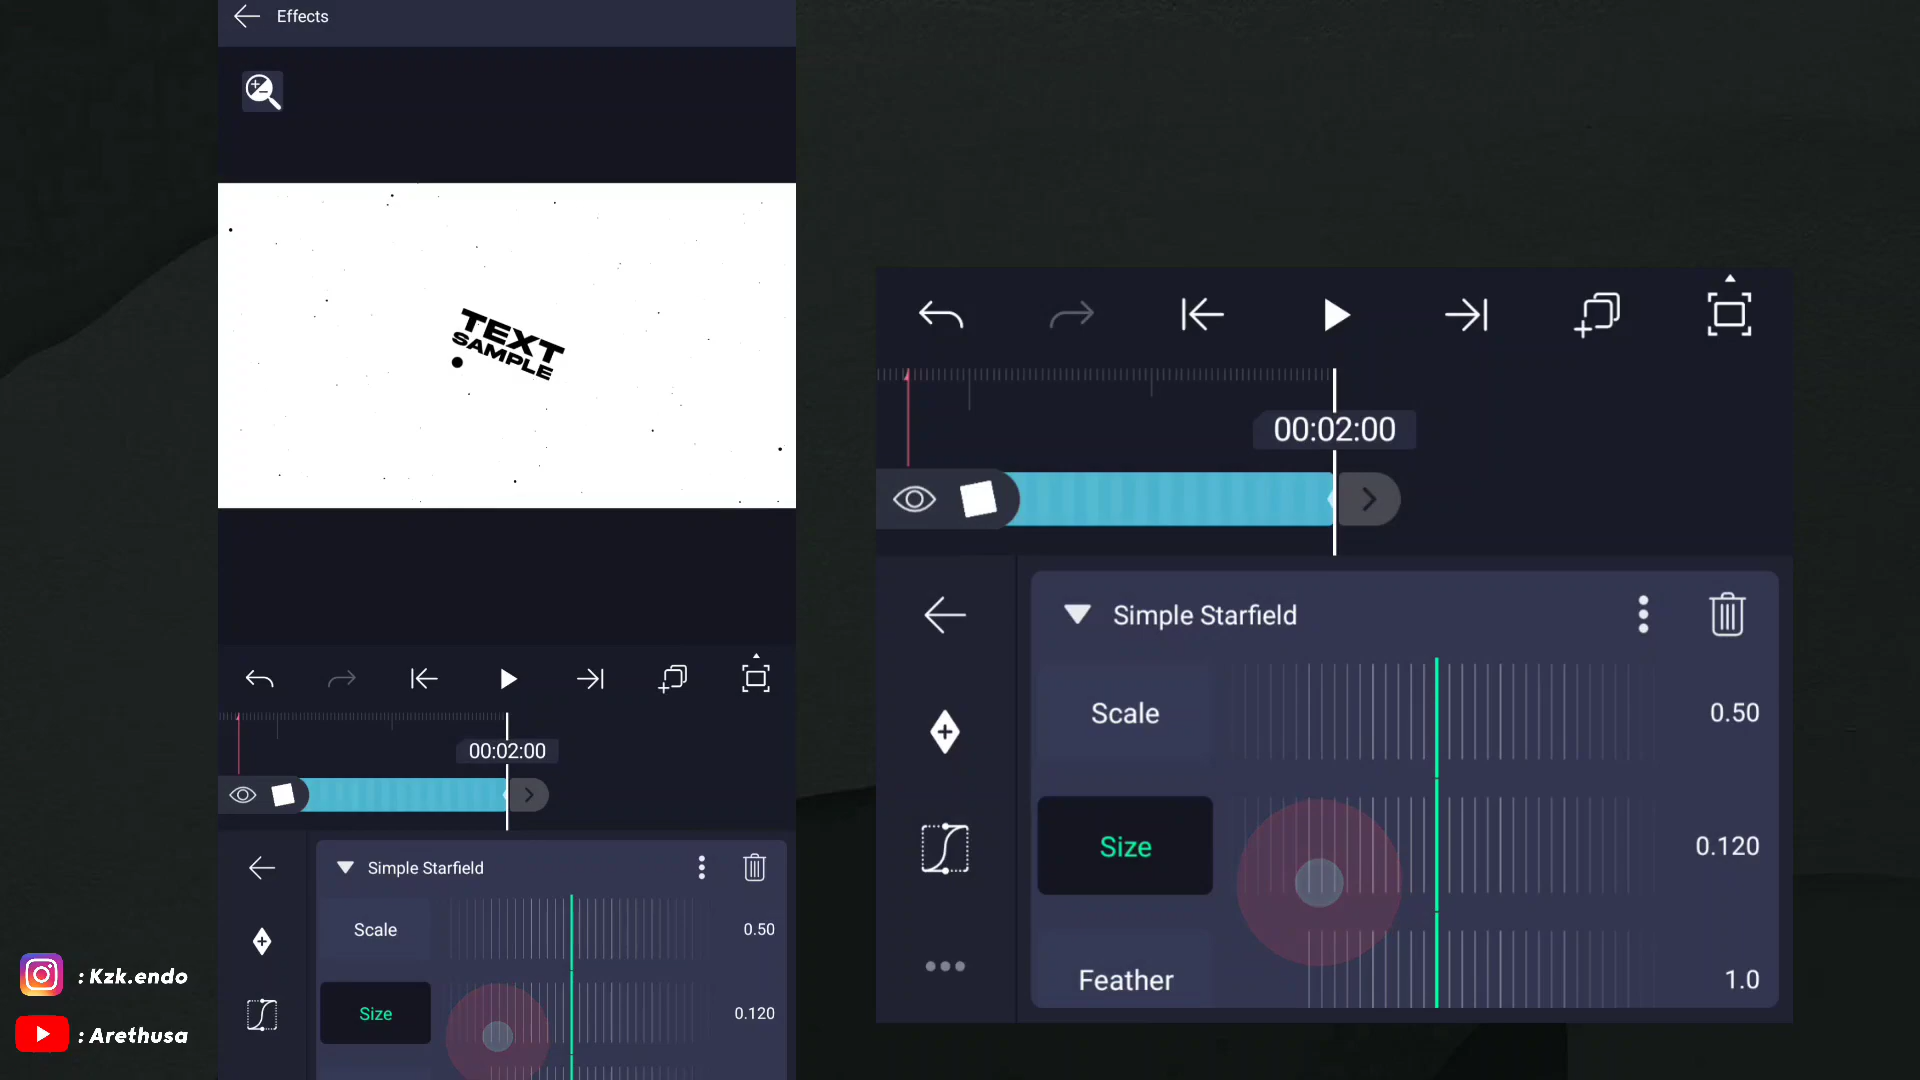 Effects
TEXT
SAMPLE
00:02:00
Simple Starfield
Scale
0.50
Size
0.120
00:02:00
Simple Starfield
Scale
0.50
Size
0.120
Feather
1.0
: Kzk.endo
: Arethusa